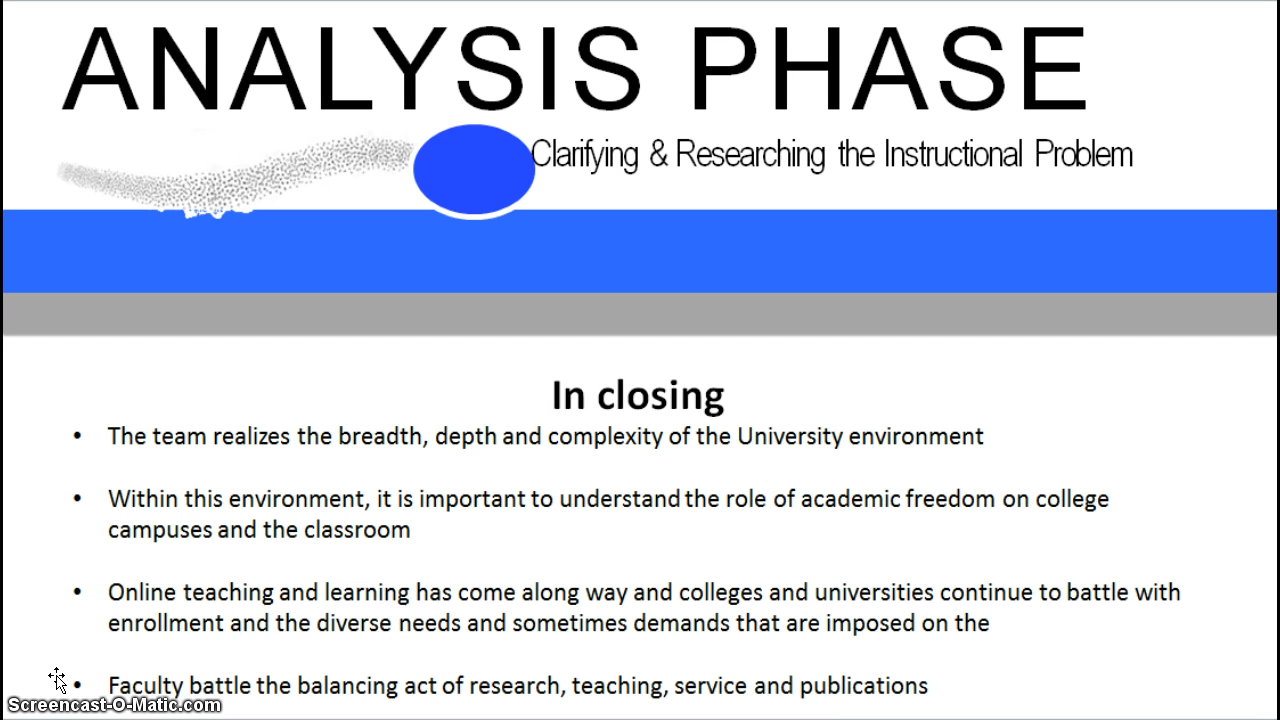 ANALYSIS PHASE
Clarifying & Researching the Instructional Problem
In closing
• The team realizes the breadth, depth and complexity of the University environment
• Within this environment, it is important to understand the role of academic freedom on college
campuses and the classroom
• Online teaching and learning has come along way and colleges and universities continue to battle with
enrollment and the diverse needs and sometimes demands that are imposed on the
• Faculty battle the balancing act of research, teaching, service and publications
Screencast-O-Matic.com